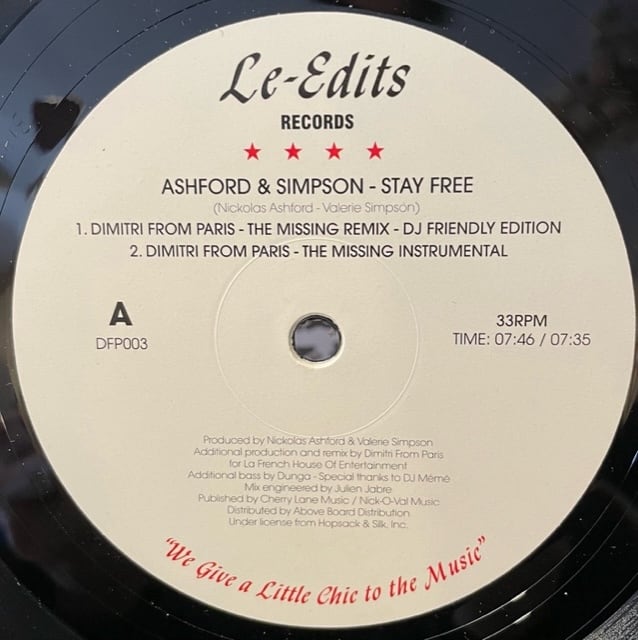 Le-Edits
RECORDS
ASHFORD & SIMPSON - STAY FREE
(Nickolas Ashford - Valerie Simpson)
1. DIMITRI FROM PARIS - THE MISSING REMIX - DJ FRIENDLY EDITION
2. DIMITRI FROM PARIS - THE MISSING INSTRUMENTAL
A
DFP003
33RPM
TIME: 07:46 / 07:35
Produced by Nickolas Ashford & Valerie Simpson
Additional production and remix by Dimitri From Paris
for La French House Of Entertainment
Additional bass by Dunga - Special thanks to DJ Mémé
Mix engineered by Julien Jabre
Published by Cherry Lane Music / Nick-O-Val Music
Distributed by Above Board Distribution
Under license from Hopsack & Silk, Inc.
"We Give a Little Chic to the Music"